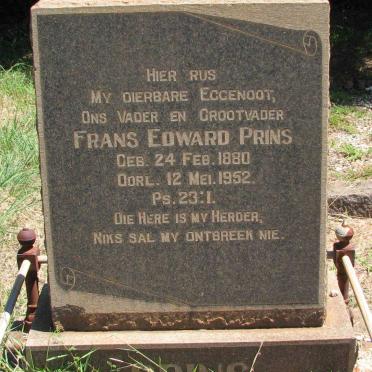 HIER RUS
MY DIERBARE EGGENOOT,
ONS VADER EN GROOTVADER
FRANS EDWARD PRINS
GEB. 24 FEB. 1880
OORL. 12 MEI. 1952.
PS. 23:1.
DIE HERE IS MY HERDER,
NIKS SAL MY ONTBREEK NIE.
PRINS